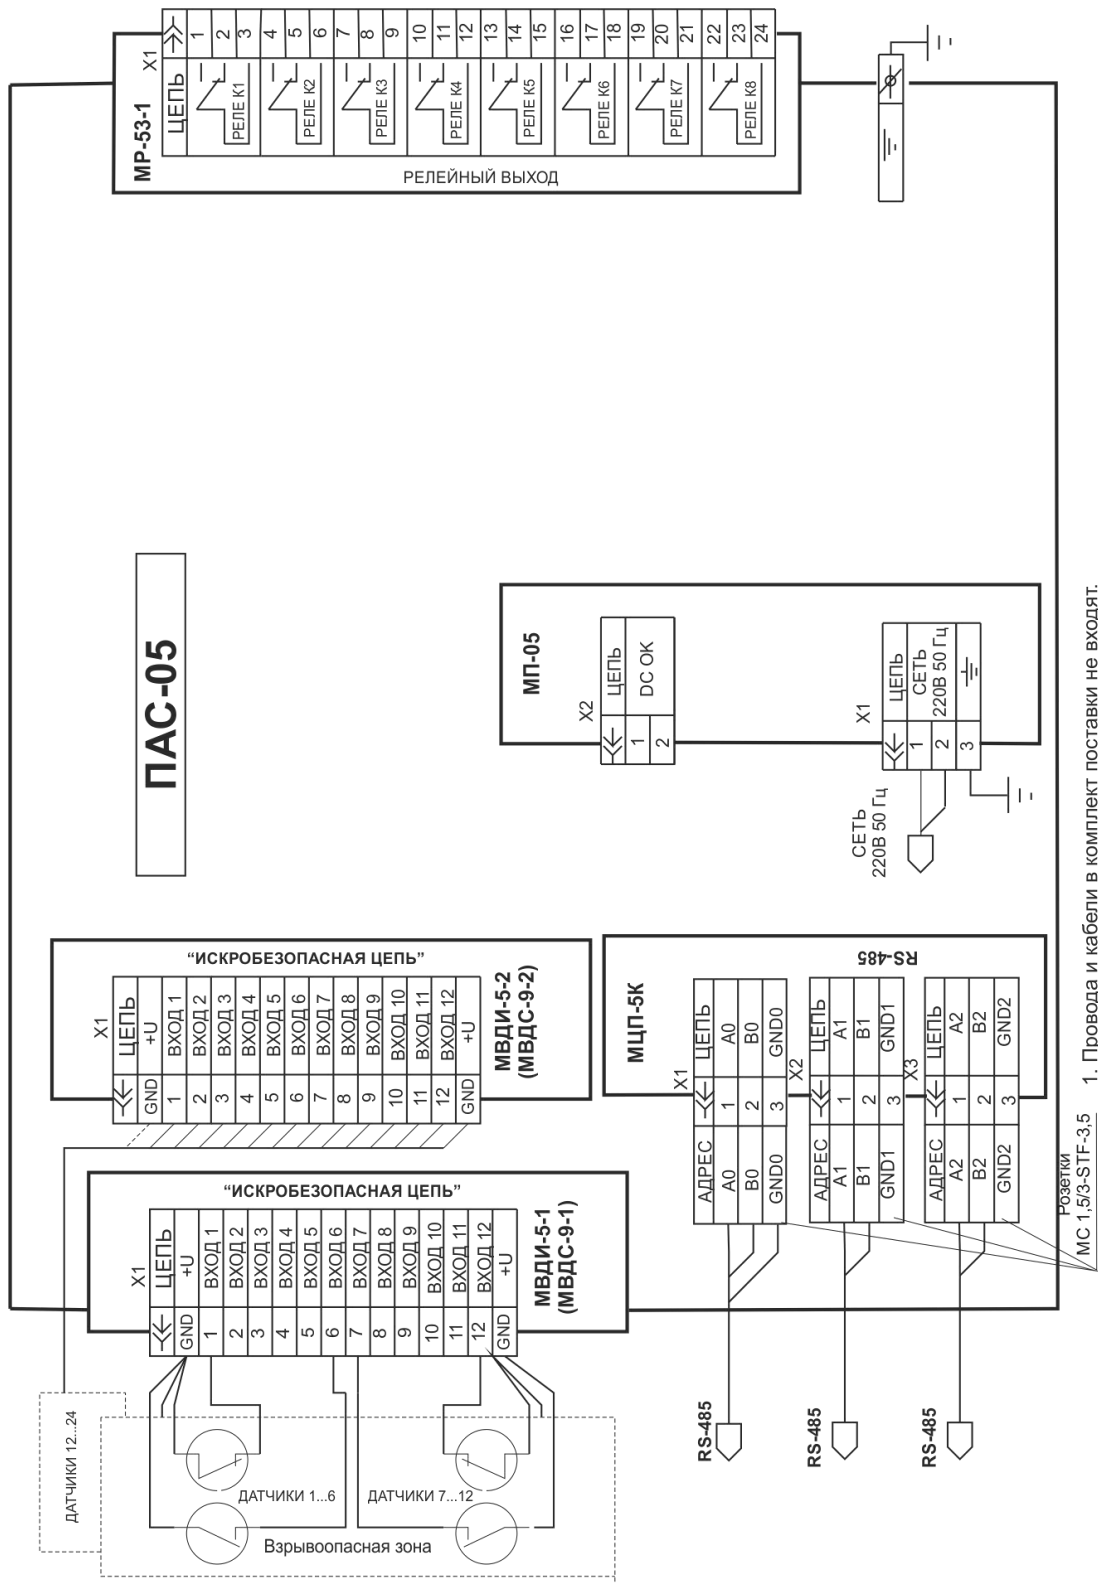 ПАС-05
МР-53-1
X1
ЦЕПЬ
1
2
3
4
5
6
7
8
9
10
11
12
13
14
15
16
17
18
19
20
21
22
23
24
РЕЛЕ К1
РЕЛЕ К2
РЕЛЕ К3
РЕЛЕ К4
РЕЛЕ К5
РЕЛЕ К6
РЕЛЕ К7
РЕЛЕ К8
РЕЛЕЙНЫЙ ВЫХОД
МП-05
X2
ЦЕПЬ
1
2
DC OK
X1
ЦЕПЬ
1
2
3
СЕТЬ
220В 50 Гц
СЕТЬ
220В 50 Гц
“ИСКРОБЕЗОПАСНАЯ ЦЕПЬ”
X1
ЦЕПЬ
GND +U
1 ВХОД 1
2 ВХОД 2
3 ВХОД 3
4 ВХОД 4
5 ВХОД 5
6 ВХОД 6
7 ВХОД 7
8 ВХОД 8
9 ВХОД 9
10 ВХОД 10
11 ВХОД 11
12 ВХОД 12
GND +U
МВДИ-5-2
(МВДС-9-2)
“ИСКРОБЕЗОПАСНАЯ ЦЕПЬ”
X1
ЦЕПЬ
GND +U
1 ВХОД 1
2 ВХОД 2
3 ВХОД 3
4 ВХОД 4
5 ВХОД 5
6 ВХОД 6
7 ВХОД 7
8 ВХОД 8
9 ВХОД 9
10 ВХОД 10
11 ВХОД 11
12 ВХОД 12
GND +U
МВДИ-5-1
(МВДС-9-1)
МЦП-5К
RS-485
X1
АДРЕС ЦЕПЬ
A0 1 A0
B0 2 B0
GND0 3 GND0
X2
АДРЕС ЦЕПЬ
A1 1 A1
B1 2 B1
GND1 3 GND1
X3
АДРЕС ЦЕПЬ
A2 1 A2
B2 2 B2
GND2 3 GND2
RS-485
RS-485
RS-485
Розетки
МС 1,5/3-STF-3,5
ДАТЧИКИ 12...24
ДАТЧИКИ 1...6
ДАТЧИКИ 7...12
Взрывоопасная зона
1. Провода и кабели в комплект поставки не входят.